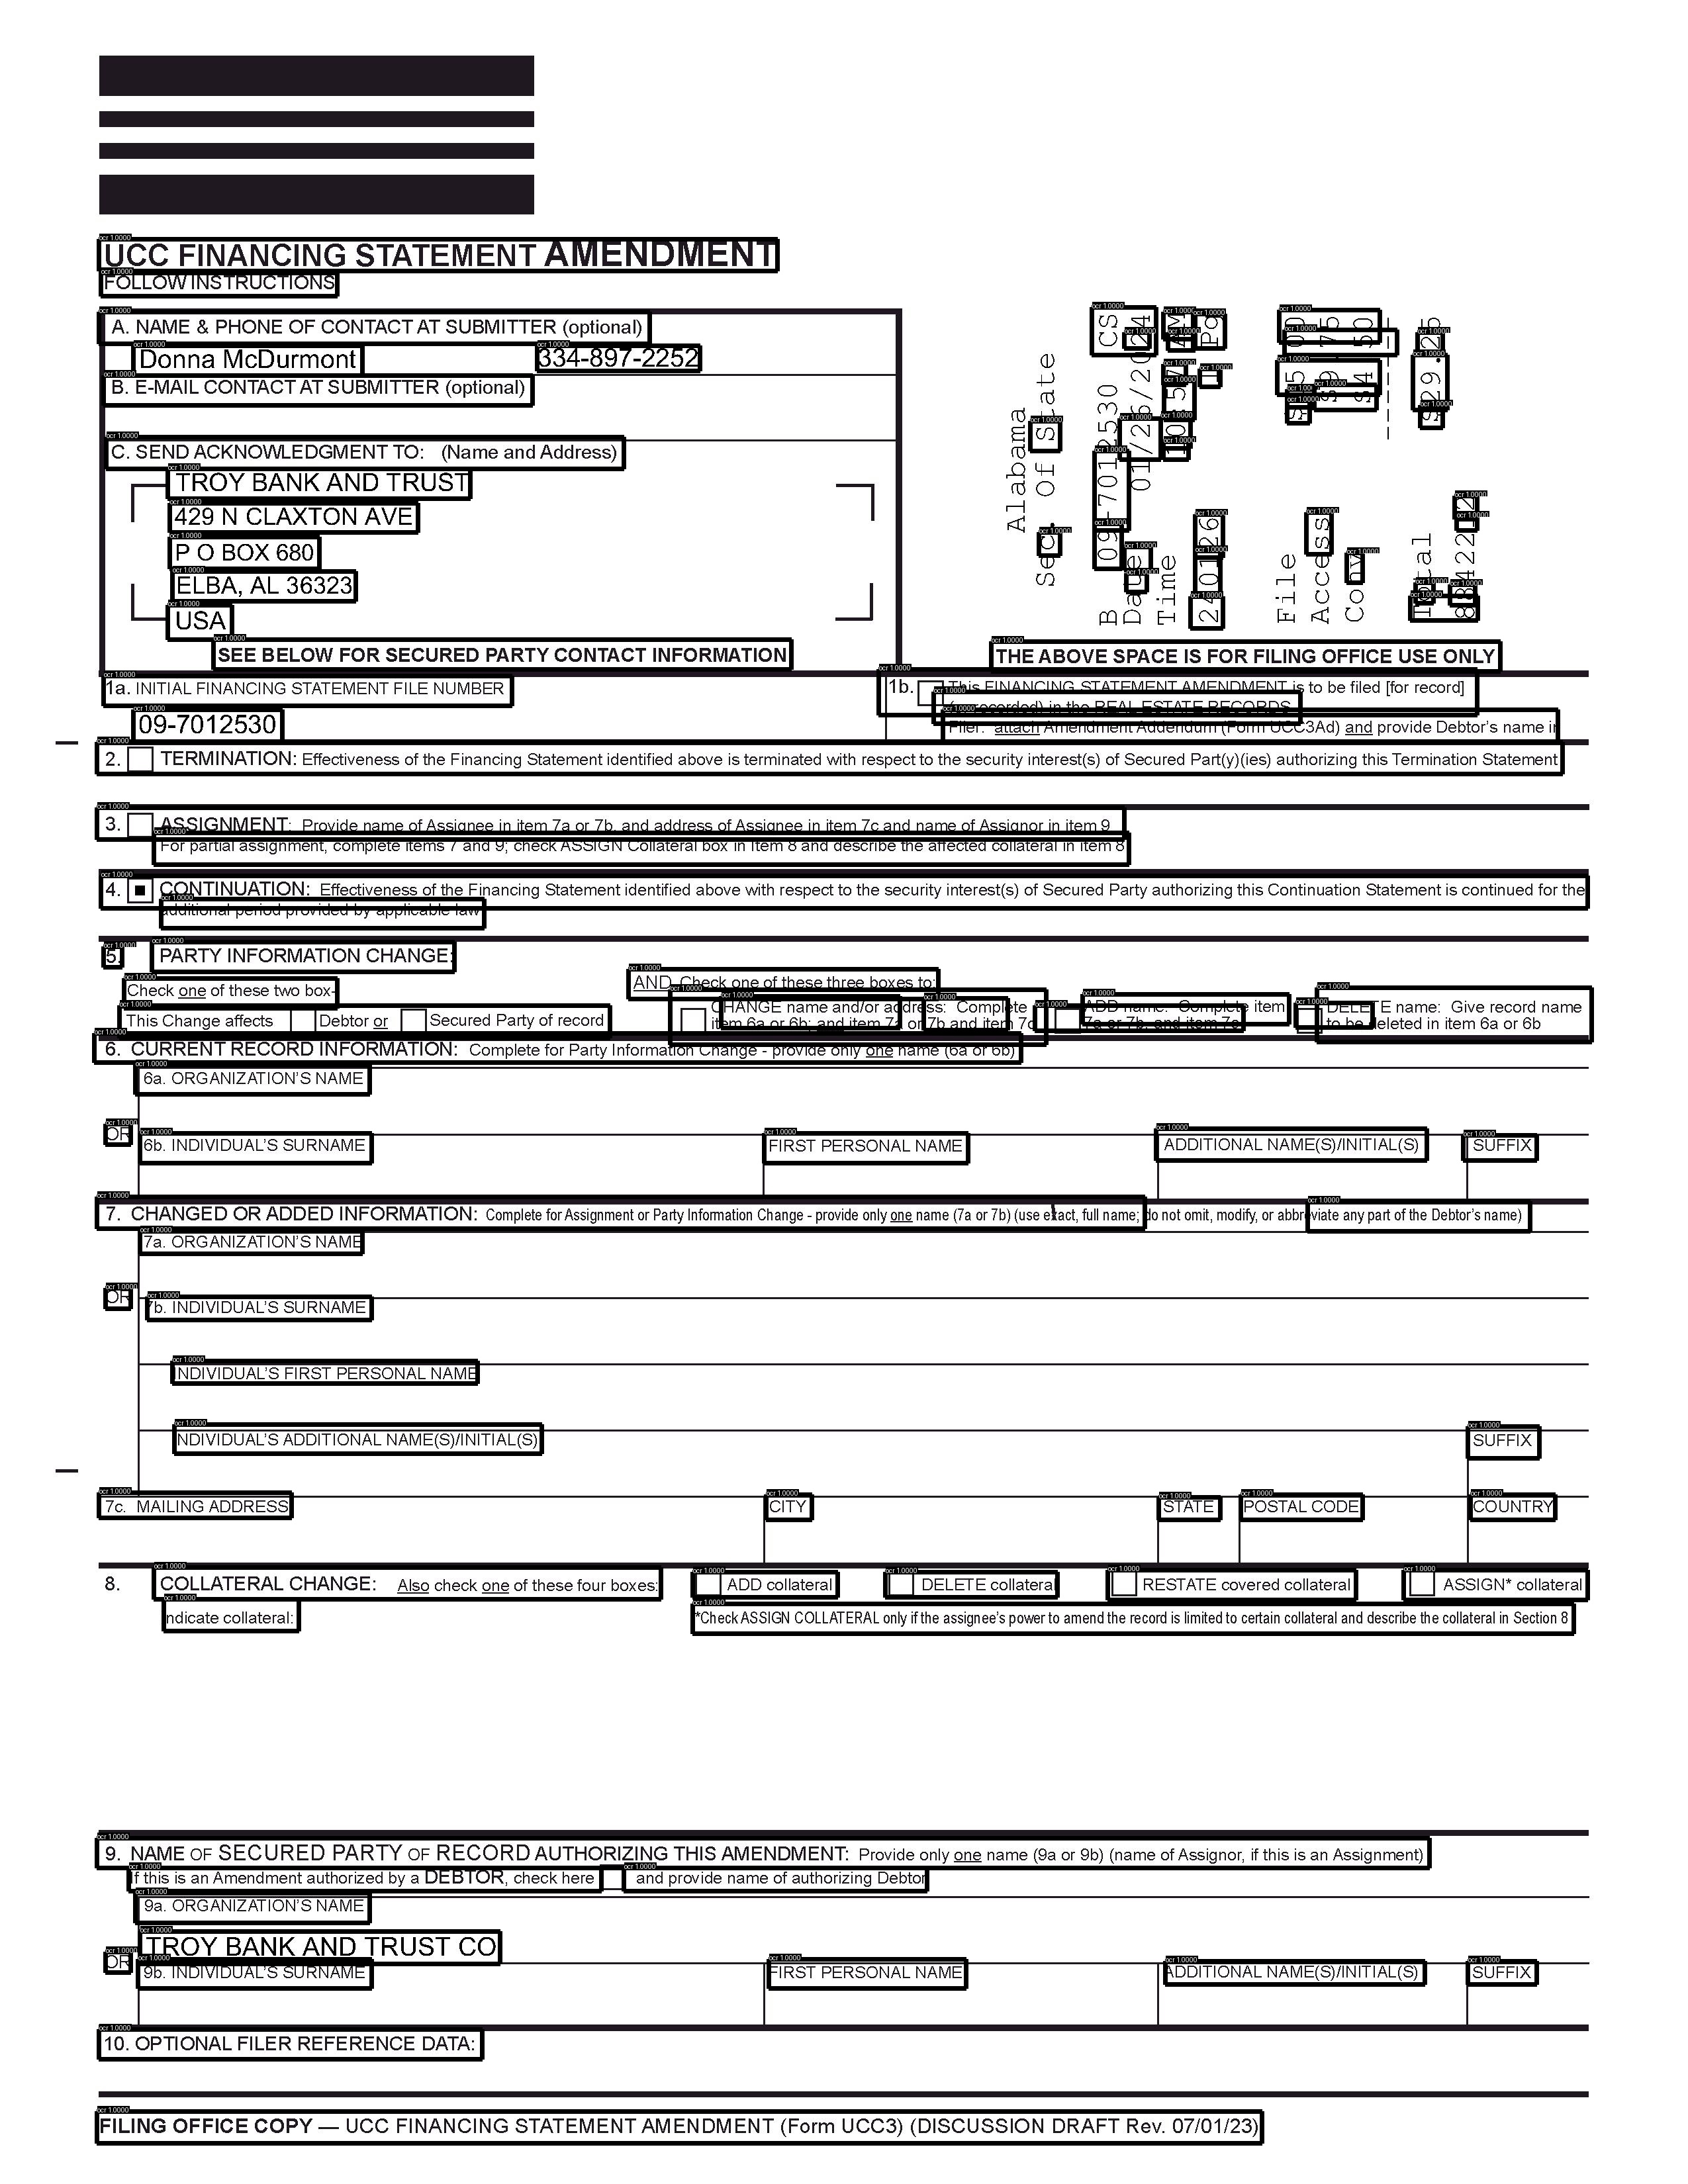 UCC FINANCING STATEMENT AMENDMENT
FOLLOW INSTRUCTIONS
A. NAME & PHONE OF CONTACT AT SUBMITTER (optional)
Donna McDurmont 334-897-2252
B. E-MAIL CONTACT AT SUBMITTER (optional)
C. SEND ACKNOWLEDGMENT TO: (Name and Address)
TROY BANK AND TRUST
429 N CLAXTON AVE
P O BOX 680
ELBA, AL 36323
USA
SEE BELOW FOR SECURED PARTY CONTACT INFORMATION
Alabama
Sec. Of State
B 09-7012530 CS
Date 01/26/2024
Time
File
Access
Conv
Total
THE ABOVE SPACE IS FOR FILING OFFICE USE ONLY
1a. INITIAL FINANCING STATEMENT FILE NUMBER
09-7012530
1b. This FINANCING STATEMENT AMENDMENT is to be filed [for record]
(or recorded) in the REAL ESTATE RECORDS
Filer: attach Amendment Addendum (Form UCC3Ad) and provide Debtor's name in
2. TERMINATION: Effectiveness of the Financing Statement identified above is terminated with respect to the security interest(s) of Secured Part(y)(ies) authorizing this Termination Statement
3. ASSIGNMENT: Provide name of Assignee in item 7a or 7b, and address of Assignee in item 7c and name of Assignor in item 9
For partial assignment, complete items 7 and 9; check ASSIGN Collateral box in Item 8 and describe the affected collateral in item 8
4. CONTINUATION: Effectiveness of the Financing Statement identified above with respect to the security interest(s) of Secured Party authorizing this Continuation Statement is continued for the
additional period provided by applicable law
5. PARTY INFORMATION CHANGE:
Check one of these two box-
AND Check one of these three boxes to:
This Change affects Debtor or Secured Party of record
CHANGE name and/or address: Complete
item 6a or 6b; and item 7a or 7b and item 7c
ADD name: Complete item
7a or 7b, and item 7c
DELETE name: Give record name
to be deleted in item 6a or 6b
6. CURRENT RECORD INFORMATION: Complete for Party Information Change - provide only one name (6a or 6b)
6a. ORGANIZATION'S NAME
OR
6b. INDIVIDUAL'S SURNAME FIRST PERSONAL NAME ADDITIONAL NAME(S)/INITIAL(S) SUFFIX
7. CHANGED OR ADDED INFORMATION: Complete for Assignment or Party Information Change - provide only one name (7a or 7b) (use exact, full name; do not omit, modify, or abbreviate any part of the Debtor's name)
7a. ORGANIZATION'S NAME
OR
7b. INDIVIDUAL'S SURNAME
NDIVIDUAL'S FIRST PERSONAL NAME
NDIVIDUAL'S ADDITIONAL NAME(S)/INITIAL(S) SUFFIX
7c. MAILING ADDRESS CITY STATE POSTAL CODE COUNTRY
8. COLLATERAL CHANGE: Also check one of these four boxes: ADD collateral DELETE collateral RESTATE covered collateral ASSIGN* collateral
ndicate collateral: *Check ASSIGN COLLATERAL only if the assignee's power to amend the record is limited to certain collateral and describe the collateral in Section 8
9. NAME OF SECURED PARTY OF RECORD AUTHORIZING THIS AMENDMENT: Provide only one name (9a or 9b) (name of Assignor, if this is an Assignment)
If this is an Amendment authorized by a DEBTOR, check here and provide name of authorizing Debtor
9a. ORGANIZATION'S NAME
TROY BANK AND TRUST CO
OR
9b. INDIVIDUAL'S SURNAME FIRST PERSONAL NAME ADDITIONAL NAME(S)/INITIAL(S) SUFFIX
10. OPTIONAL FILER REFERENCE DATA:
FILING OFFICE COPY — UCC FINANCING STATEMENT AMENDMENT (Form UCC3) (DISCUSSION DRAFT Rev. 07/01/23)